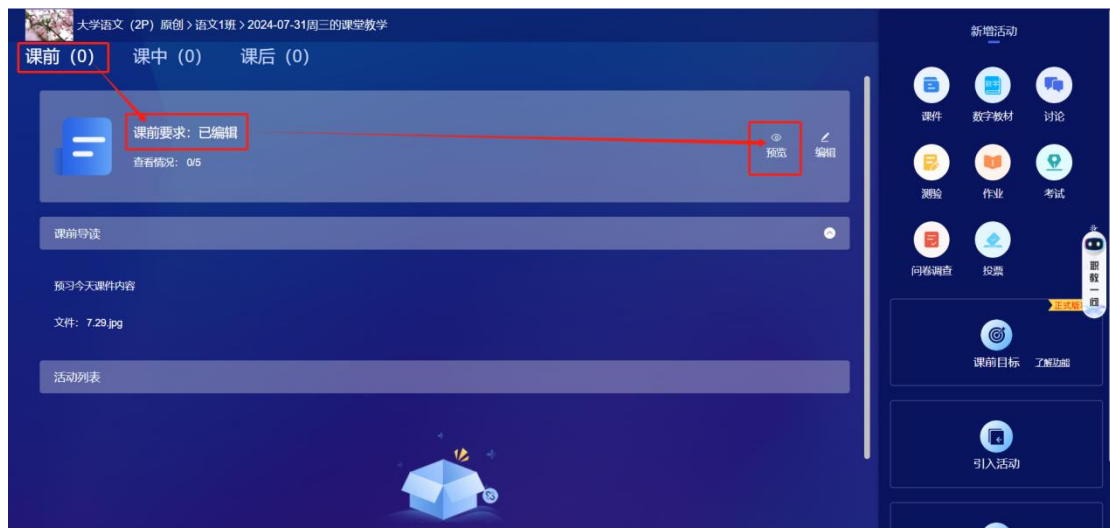 大学语文（2P）原创 > 语文1班 > 2024-07-31周三的课堂教学
课前（0） 课中（0） 课后（0）
课前要求：已编辑
查看情况： 0/5
预览 编辑
课前导读
预习今天课件内容
文件： 7.29.jpg
活动列表
新增活动
课件 数字教材 讨论
测验 作业 考试
问卷调查 投票
职教一问
正式版
课前目标 了解功能
引入活动